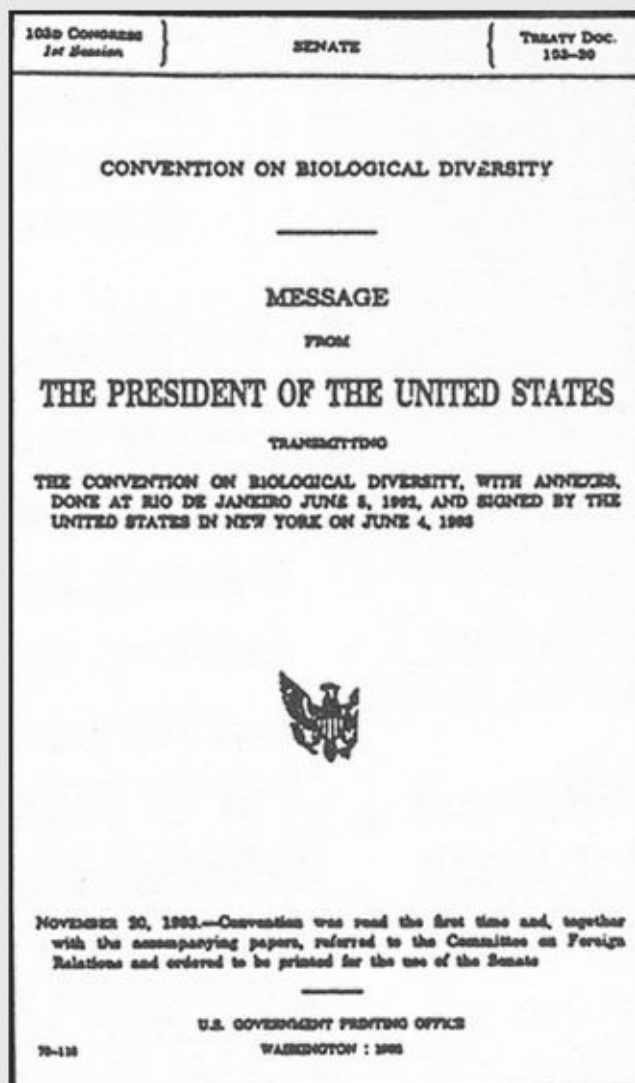 103D CONGRESS
1st Session
SENATE
TREATY DOC.
103-20
CONVENTION ON BIOLOGICAL DIVERSITY
MESSAGE
FROM
THE PRESIDENT OF THE UNITED STATES
TRANSMITTING
THE CONVENTION ON BIOLOGICAL DIVERSITY, WITH ANNEXES,
DONE AT RIO DE JANEIRO JUNE 5, 1992, AND SIGNED BY THE
UNITED STATES IN NEW YORK ON JUNE 4, 1993
NOVEMBER 20, 1993.—Convention was read the first time and, together
with the accompanying papers, referred to the Committee on Foreign
Relations and ordered to be printed for the use of the Senate
U.S. GOVERNMENT PRINTING OFFICE
WASHINGTON : 1993